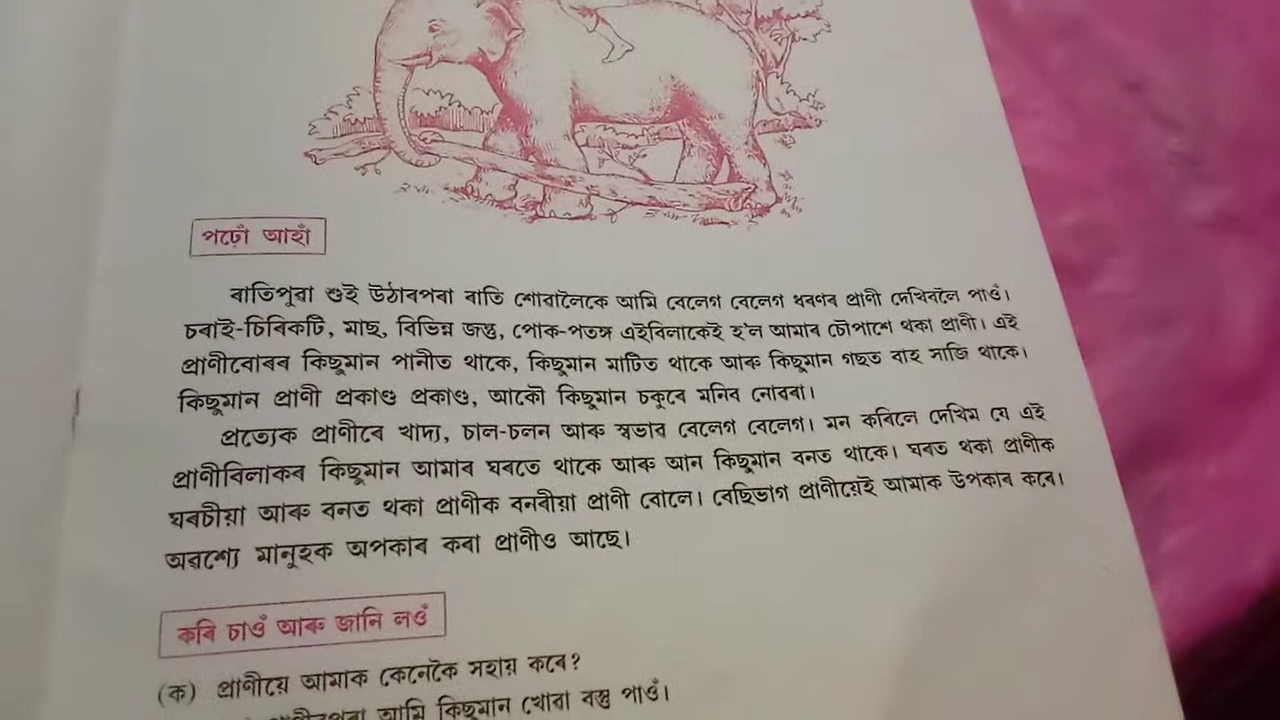 পঢ়োঁ আহাঁ
ৰাতিপুৱা শুই উঠাৰপৰা ৰাতি শোৱালৈকে আমি বেলেগ বেলেগ ধৰণৰ প্ৰাণী দেখিবলৈ পাওঁ।
চৰাই-চিৰিকটি, মাছ, বিভিন্ন জন্তু, পোক-পতঙ্গ এইবিলাকেই হ'ল আমাৰ চৌপাশে থকা প্ৰাণী। এই
প্ৰাণীবোৰৰ কিছুমান পানীত থাকে, কিছুমান মাটিত থাকে আৰু কিছুমান গছত বাহ সাজি থাকে।
কিছুমান প্ৰাণী প্ৰকাণ্ড প্ৰকাণ্ড, আকৌ কিছুমান চকুৰে মনিব নোৱৰা।
প্ৰত্যেক প্ৰাণীৰে খাদ্য, চাল-চলন আৰু স্বভাৱ বেলেগ বেলেগ। মন কৰিলে দেখিম যে এই
প্ৰাণীবিলাকৰ কিছুমান আমাৰ ঘৰতে থাকে আৰু আন কিছুমান বনত থাকে। ঘৰত থকা প্ৰাণীক
ঘৰচীয়া আৰু বনত থকা প্ৰাণীক বনৰীয়া প্ৰাণী বোলে। বেছিভাগ প্ৰাণীয়েই আমাক উপকাৰ কৰে।
অৱশ্যে মানুহক অপকাৰ কৰা প্ৰাণীও আছে।
কৰি চাওঁ আৰু জানি লওঁ
(ক) প্ৰাণীয়ে আমাক কেনেকৈ সহায় কৰে?
আমি কিছুমান খোৱা বস্তু পাওঁ।